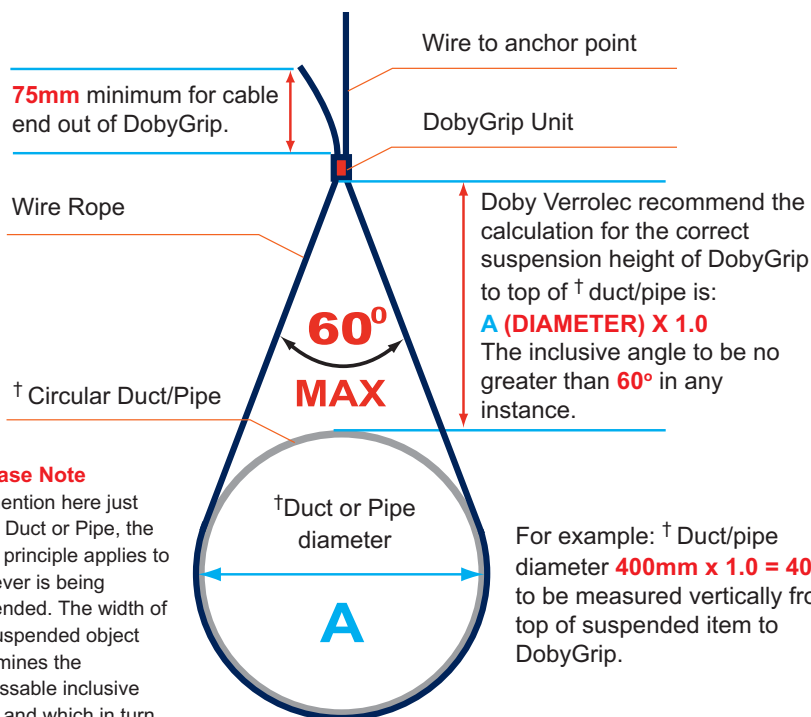 Wire to anchor point
75mm minimum for cable
end out of DobyGrip.
DobyGrip Unit
Wire Rope
Doby Verrolec recommend the
calculation for the correct
suspension height of DobyGrip
to top of † duct/pipe is:
A (DIAMETER) X 1.0
The inclusive angle to be no
greater than 60º in any
instance.
60⁰
MAX
† Circular Duct/Pipe
ase Note
ention here just
Duct or Pipe, the
principle applies to
ever is being
ended. The width of
uspended object
mines the
ssable inclusive
and which in turn
†Duct or Pipe
diameter
A
For example: † Duct/pipe
diameter 400mm x 1.0 = 40
to be measured vertically fro
top of suspended item to
DobyGrip.